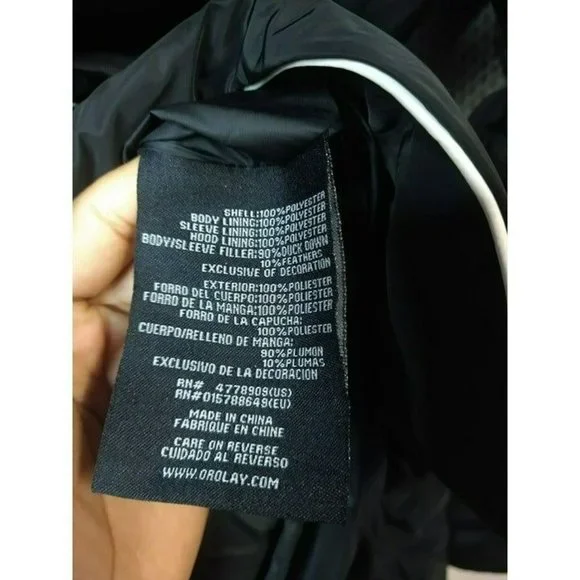 SHELL:100%POLYESTER
BODY LINING:100%POLYESTER
SLEEVE LINING:100%POLYESTER
HOOD LINING:100%POLYESTER
BODY/SLEEVE FILLER:90%DUCK DOWN
10%FEATHERS
EXCLUSIVE OF DECORATION
EXTERIOR:100%POLIESTER
FORRO DEL CUERPO:100%POLIESTER
FORRO DE LA MANGA:100%POLIESTER
FORRO DE LA CAPUCHA:
100%POLIESTER
CUERPO/RELLENO DE MANGA:
90%PLUMON
10%PLUMAS
EXCLUSIVO DE LA DECORACION
RN# 4778909(US)
RN#015788649(EU)
MADE IN CHINA
FABRIQUE EN CHINE
CARE ON REVERSE
CUIDADO AL REVERSO
WWW.OROLAY.COM